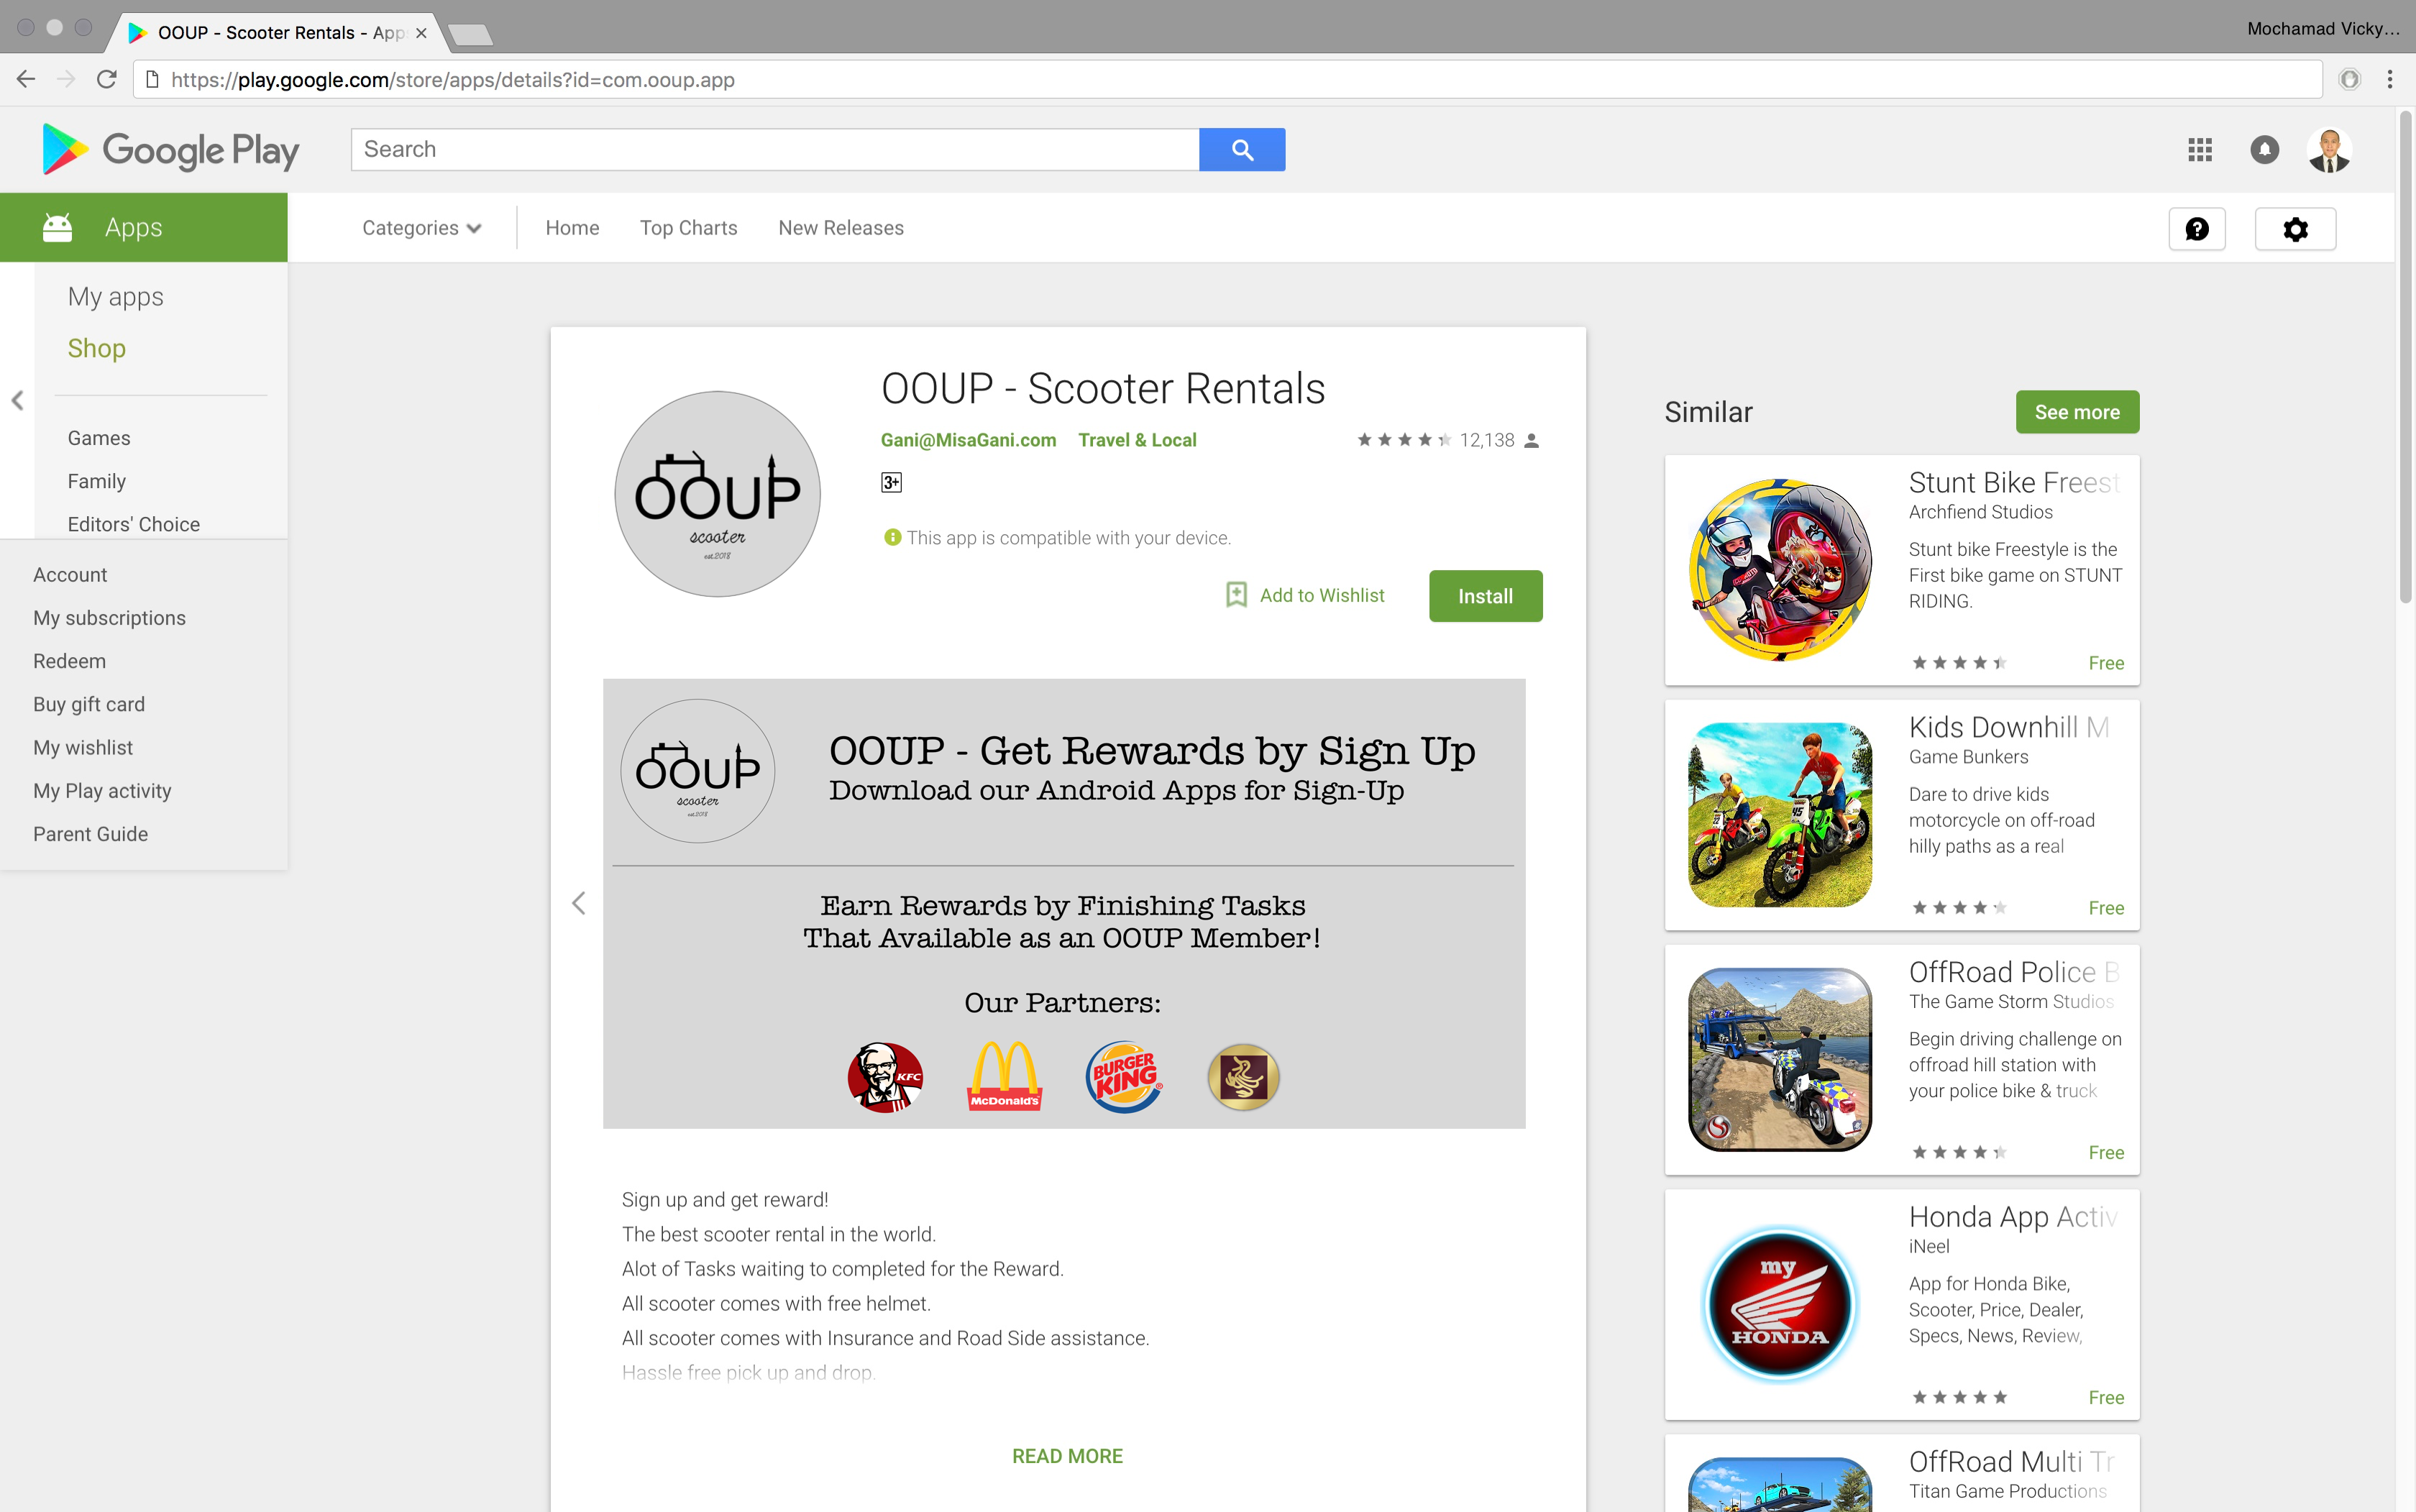 OOUP - Scooter Rentals - App
Mochamad Vicky...
https://play.google.com/store/apps/details?id=com.ooup.app
Google Play
Search
Apps
Categories
Home
Top Charts
New Releases
My apps
Shop
Games
Family
Editors' Choice
Account
My subscriptions
Redeem
Buy gift card
My wishlist
My Play activity
Parent Guide
OOUP
scooter
est.2018
OOUP - Scooter Rentals
Gani@MisaGani.com Travel & Local
12,138
3+
This app is compatible with your device.
Add to Wishlist
Install
OOUP
scooter
est.2018
OOUP - Get Rewards by Sign Up
Download our Android Apps for Sign-Up
Earn Rewards by Finishing Tasks
That Available as an OOUP Member!
Our Partners:
KFC
McDonald's
BURGER
KING
Sign up and get reward!
The best scooter rental in the world.
Alot of Tasks waiting to completed for the Reward.
All scooter comes with free helmet.
All scooter comes with Insurance and Road Side assistance.
Hassle free pick up and drop.
READ MORE
Similar
See more
Stunt Bike Freest
Archfiend Studios
Stunt bike Freestyle is the
First bike game on STUNT
RIDING.
Free
Kids Downhill M
Game Bunkers
Dare to drive kids
motorcycle on off-road
hilly paths as a real
Free
OffRoad Police B
The Game Storm Studios
Begin driving challenge on
offroad hill station with
your police bike & truck
Free
my
HONDA
Honda App Activ
iNeel
App for Honda Bike,
Scooter, Price, Dealer,
Specs, News, Review,
Free
OffRoad Multi Tr
Titan Game Productions